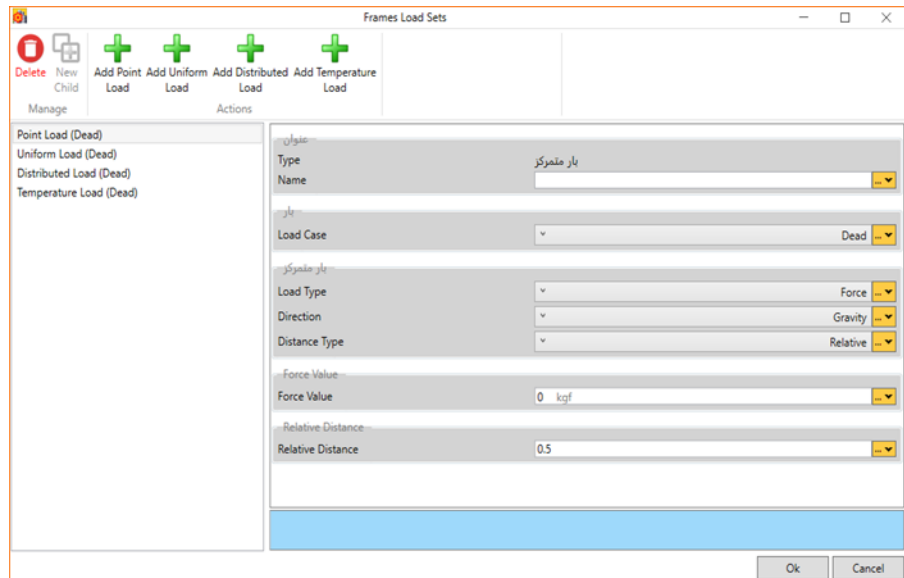 Frames Load Sets
Delete
New Child
Add Point Load
Add Uniform Load
Add Distributed Load
Add Temperature Load
Manage
Actions
Point Load (Dead)
Uniform Load (Dead)
Distributed Load (Dead)
Temperature Load (Dead)
عنوان
Type بار متمرکز
Name
...
بار
Load Case Dead ...
بار متمرکز
Load Type Force ...
Direction Gravity ...
Distance Type Relative ...
Force Value
Force Value 0 kgf ...
Relative Distance
Relative Distance 0.5 ...
Ok Cancel